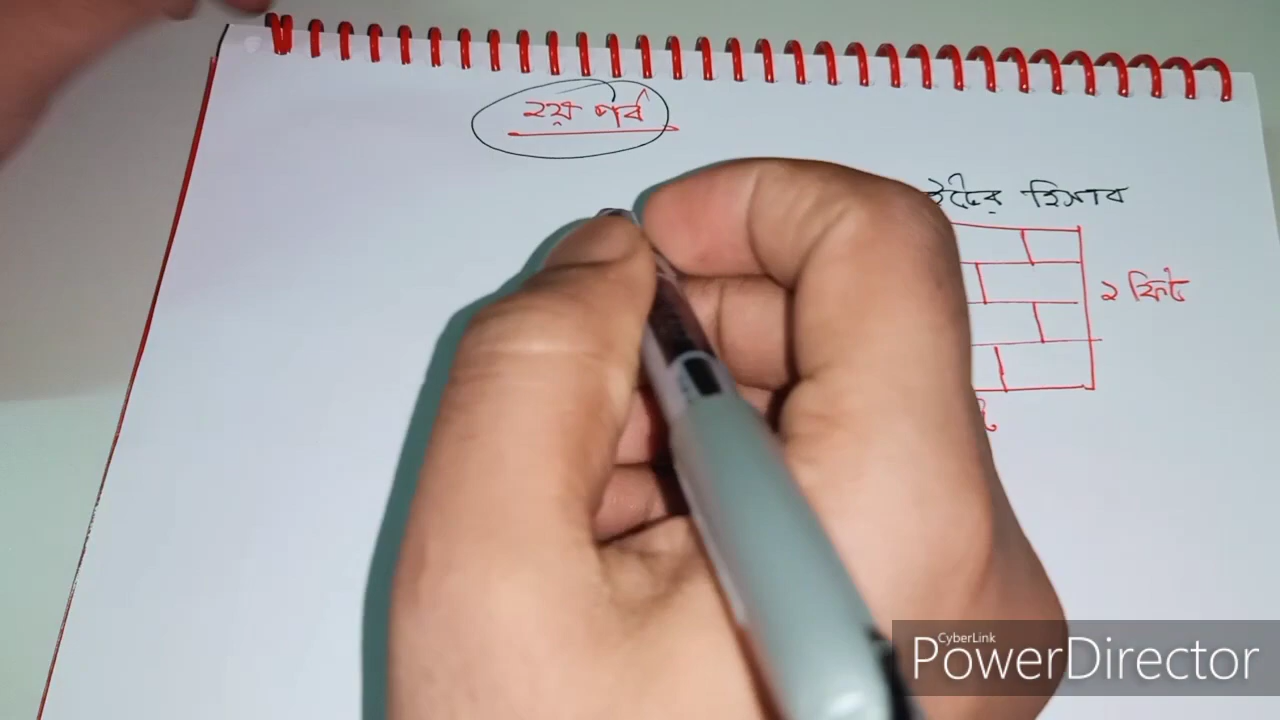 ২য় পর্ব
ইটের হিসাব
২ ফিট
CyberLink
PowerDirector